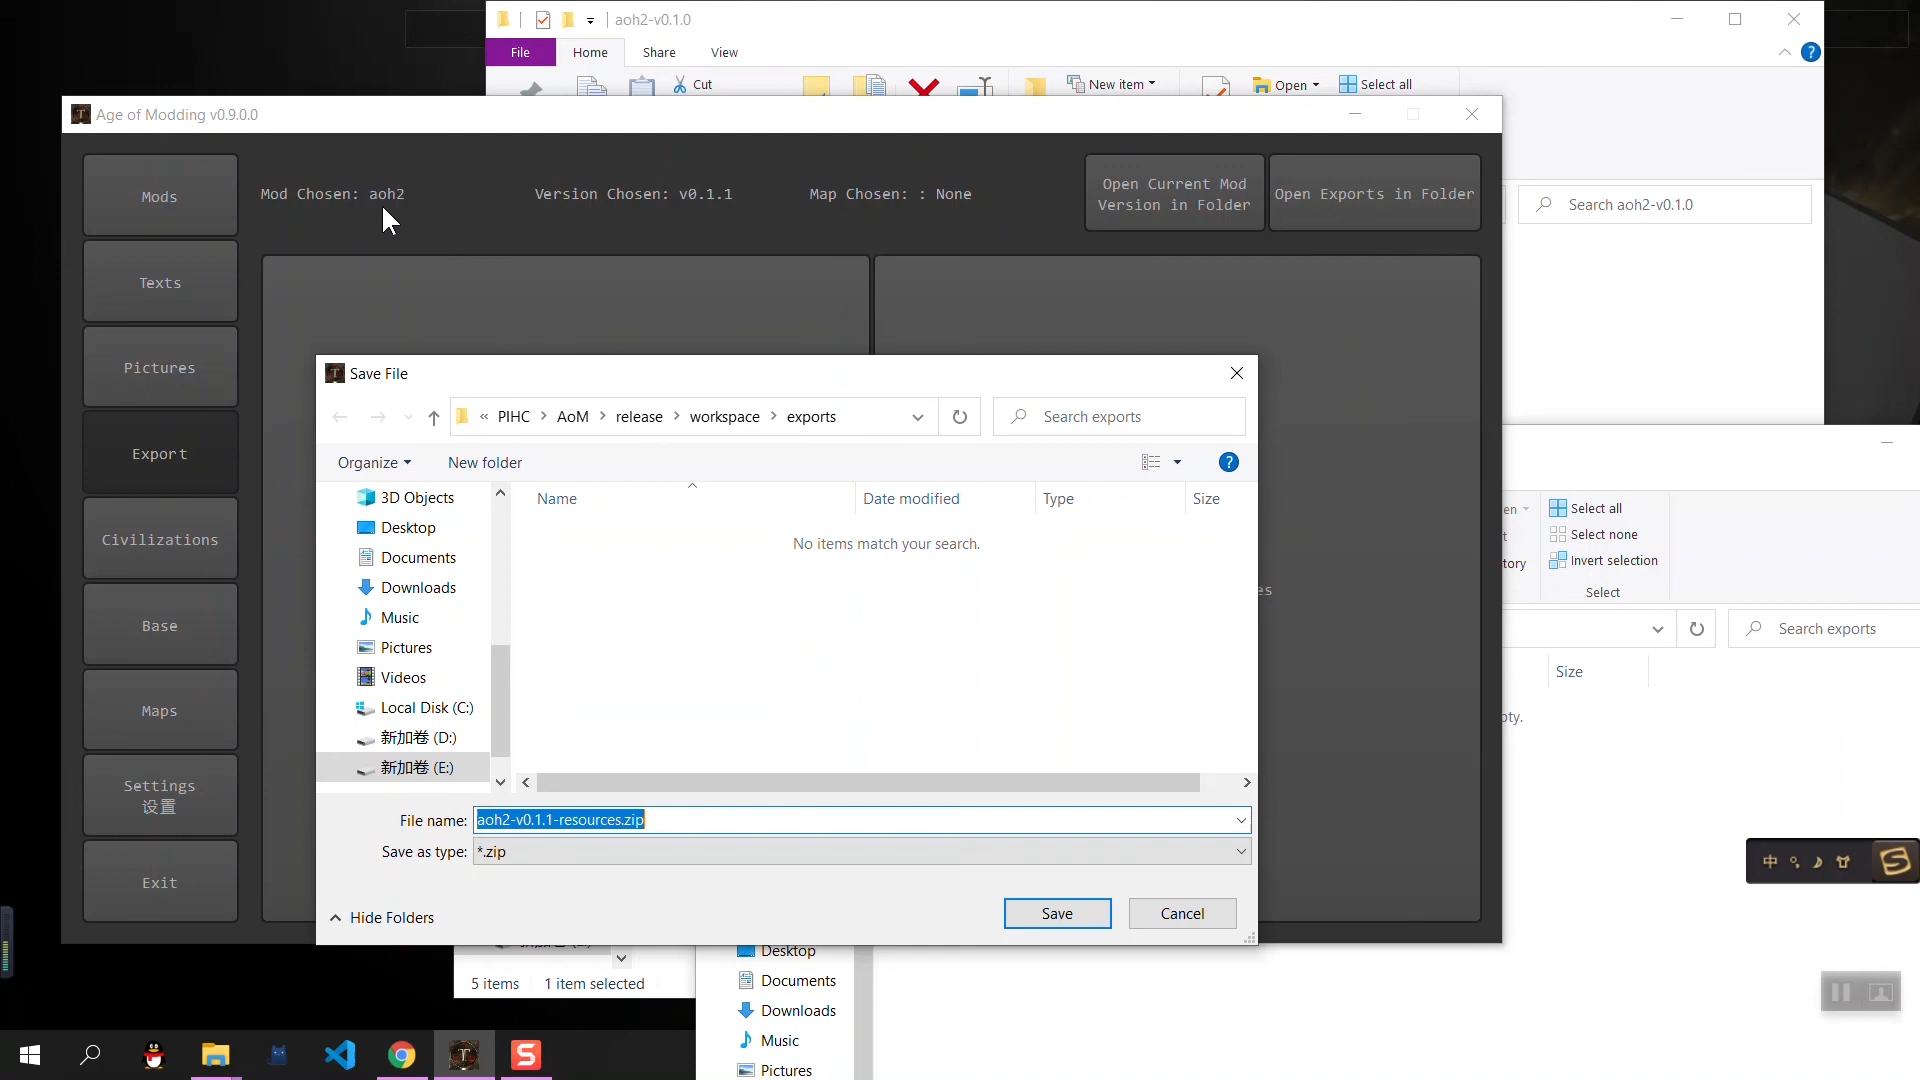 aoh2-v0.1.0
File
Home
Share
View
Cut
New item
Open
Select all
Age of Modding v0.9.0.0
Mods
Mod Chosen: aoh2
Version Chosen: v0.1.1
Map Chosen: : None
Open Current Mod
Version in Folder
Open Exports in Folder
Search aoh2-v0.1.0
Texts
Pictures
Export
Civilizations
Base
Maps
Settings
设置
Exit
Save File
« PIHC > AoM > release > workspace > exports
Search exports
Organize
New folder
3D Objects
Desktop
Documents
Downloads
Music
Pictures
Videos
Local Disk (C:)
新加卷 (D:)
新加卷 (E:)
Name
Date modified
Type
Size
No items match your search.
File name: aoh2-v0.1.1-resources.zip
Save as type: *.zip
Hide Folders
Save
Cancel
Select all
Select none
Invert selection
Select
Search exports
Size
5 items
1 item selected
Desktop
Documents
Downloads
Music
Pictures
中